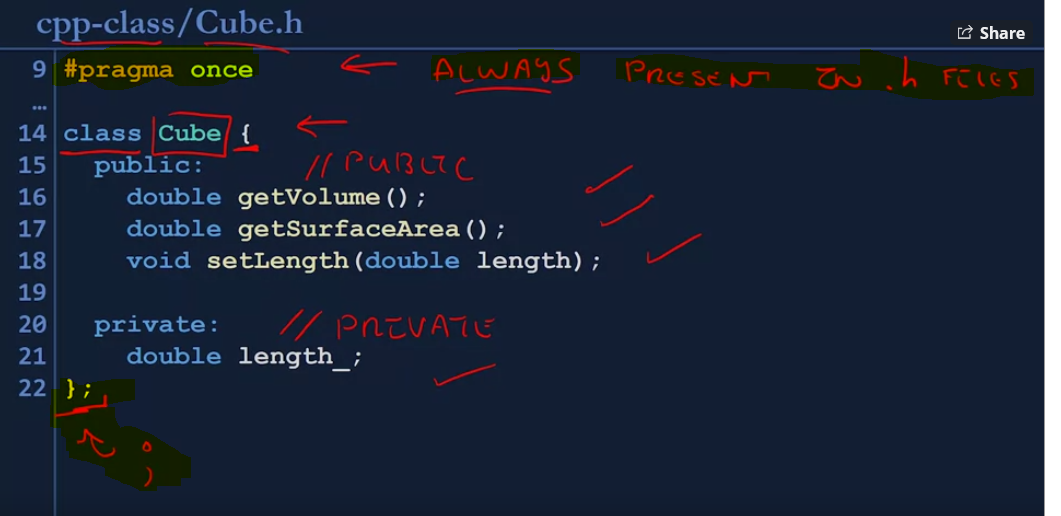 cpp-class/Cube.h
Share
9 #pragma once ← ALWAYS PRESENT IN .h FILES
…
14 class Cube { ←
15 public: // PUBLIC
16 double getVolume();
17 double getSurfaceArea();
18 void setLength(double length);
19
20 private: // PRIVATE
21 double length_;
22 };
;